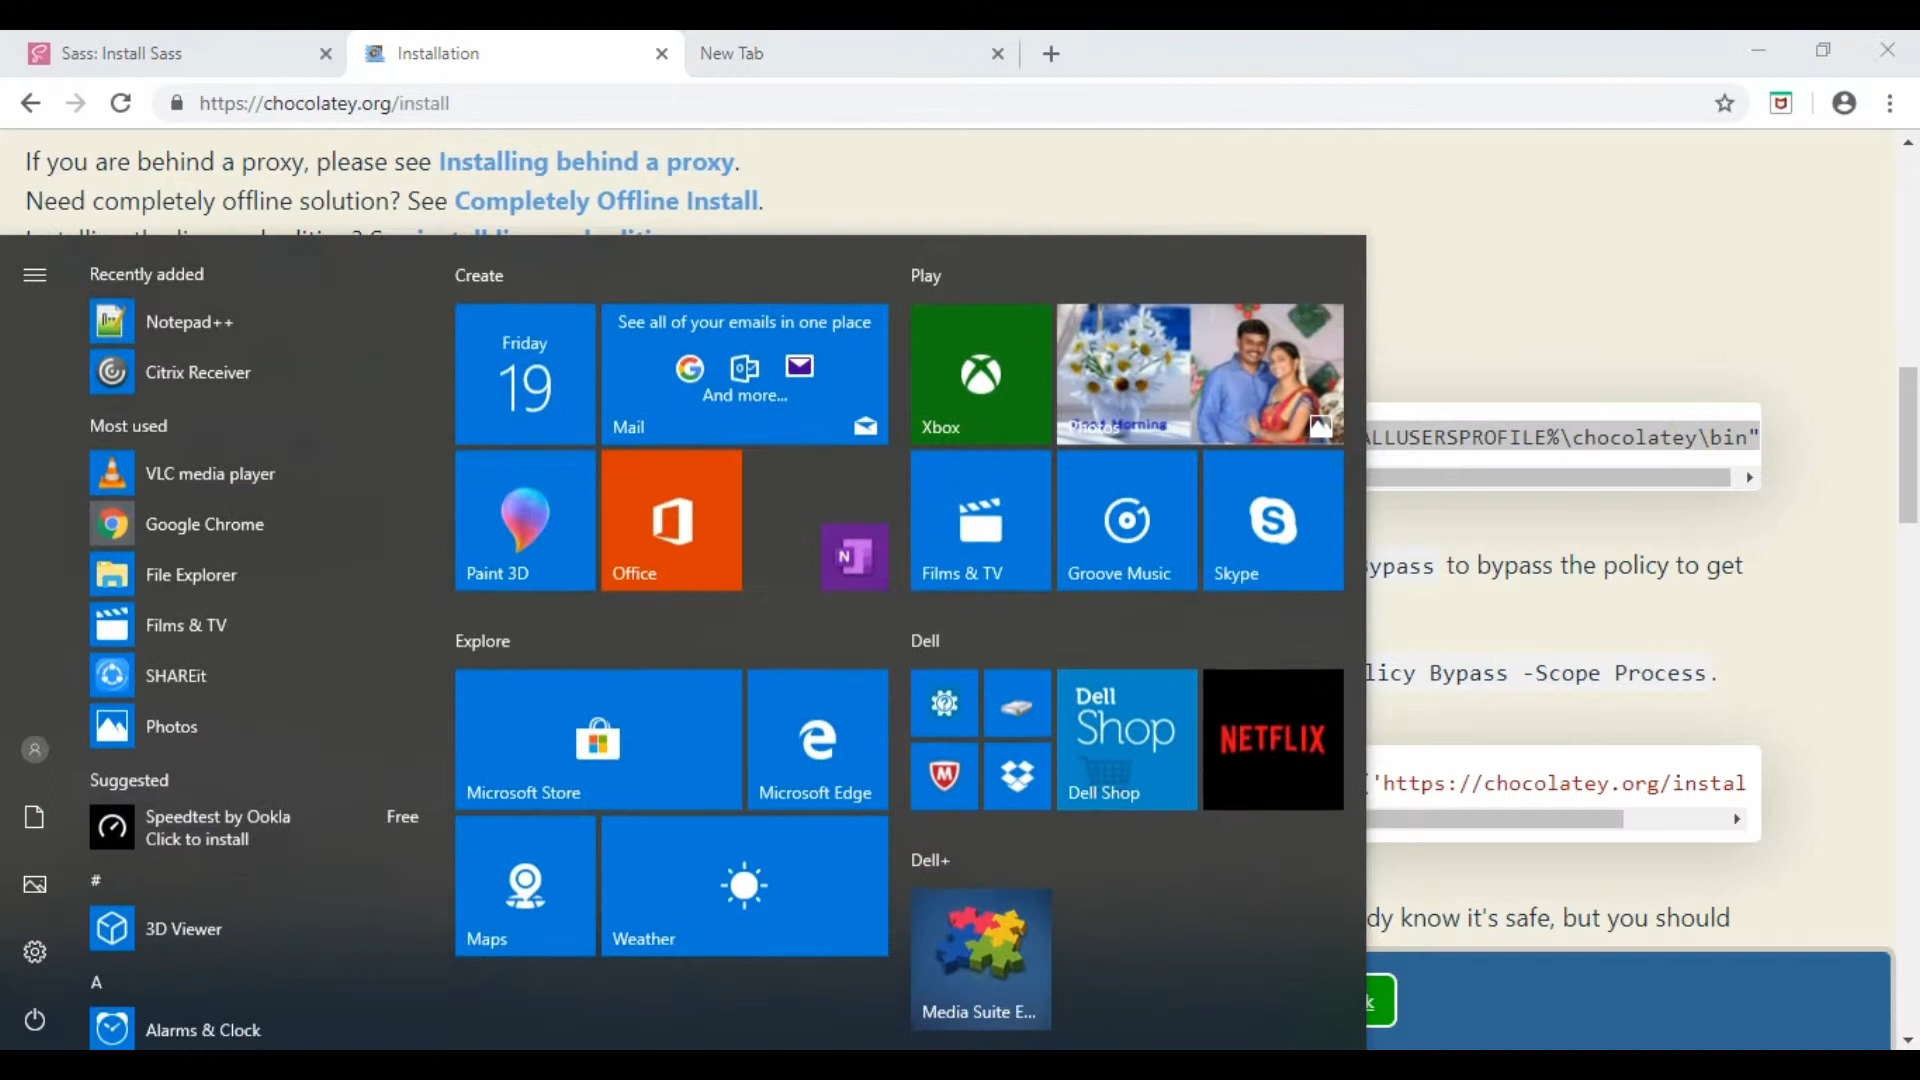 Sass: Install Sass
Installation
New Tab
https://chocolatey.org/install
If you are behind a proxy, please see Installing behind a proxy.
Need completely offline solution? See Completely Offline Install.
Recently added
Notepad++
Citrix Receiver
Most used
VLC media player
Google Chrome
File Explorer
Films & TV
SHAREit
Photos
Suggested
Speedtest by Ookla
Free
Click to install
#
3D Viewer
A
Alarms & Clock
Create
Friday
19
See all of your emails in one place
And more...
Mail
Paint 3D
Office
N
Explore
Microsoft Store
Microsoft Edge
Maps
Weather
Play
Xbox
Photos
Films & TV
Groove Music
Skype
Dell
Dell
Shop
Dell Shop
NETFLIX
Dell+
Media Suite E...
ALLUSERSPROFILE%\chocolatey\bin"
ypass to bypass the policy to get
licy Bypass -Scope Process.
'https://chocolatey.org/instal
dy know it's safe, but you should
k